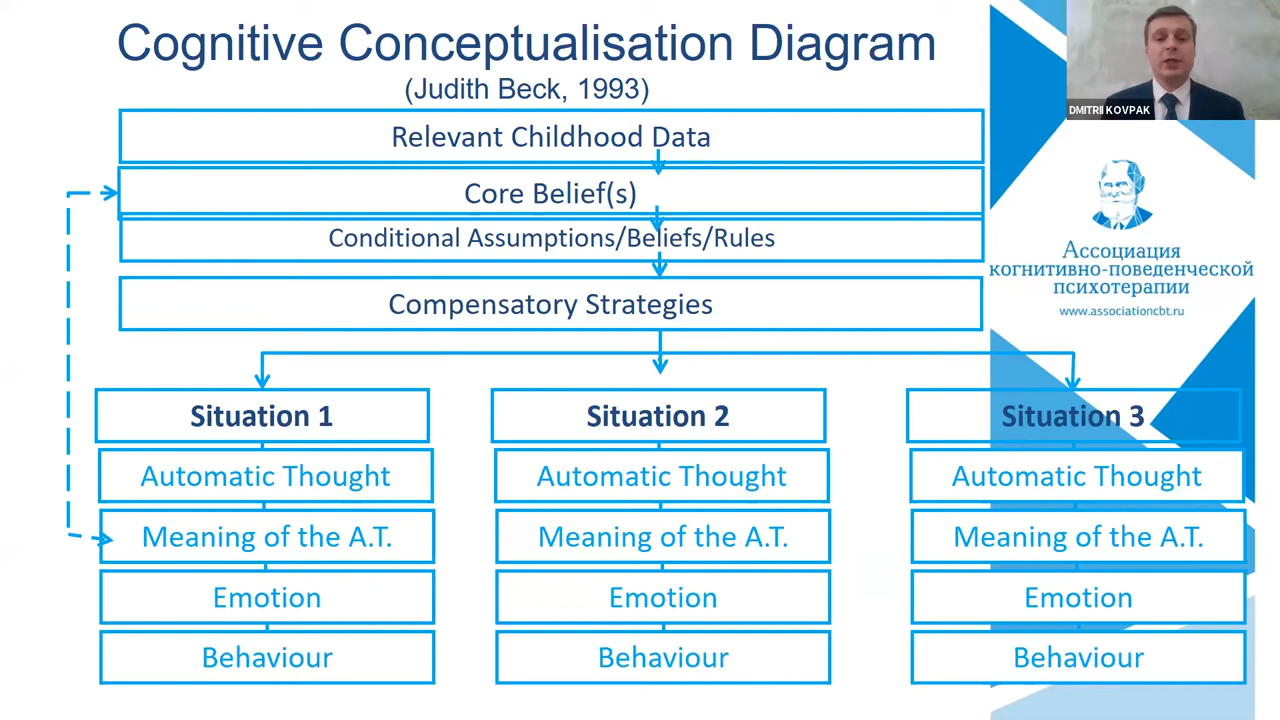 Cognitive Conceptualisation Diagram
(Judith Beck, 1993)
DMITRII KOVPAK
Relevant Childhood Data
Core Belief(s)
Conditional Assumptions/Beliefs/Rules
Compensatory Strategies
Ассоциация
когнитивно-поведенческой
психотерапии
www.associationcbt.ru
Situation 1
Automatic Thought
Meaning of the A.T.
Emotion
Behaviour
Situation 2
Automatic Thought
Meaning of the A.T.
Emotion
Behaviour
Situation 3
Automatic Thought
Meaning of the A.T.
Emotion
Behaviour